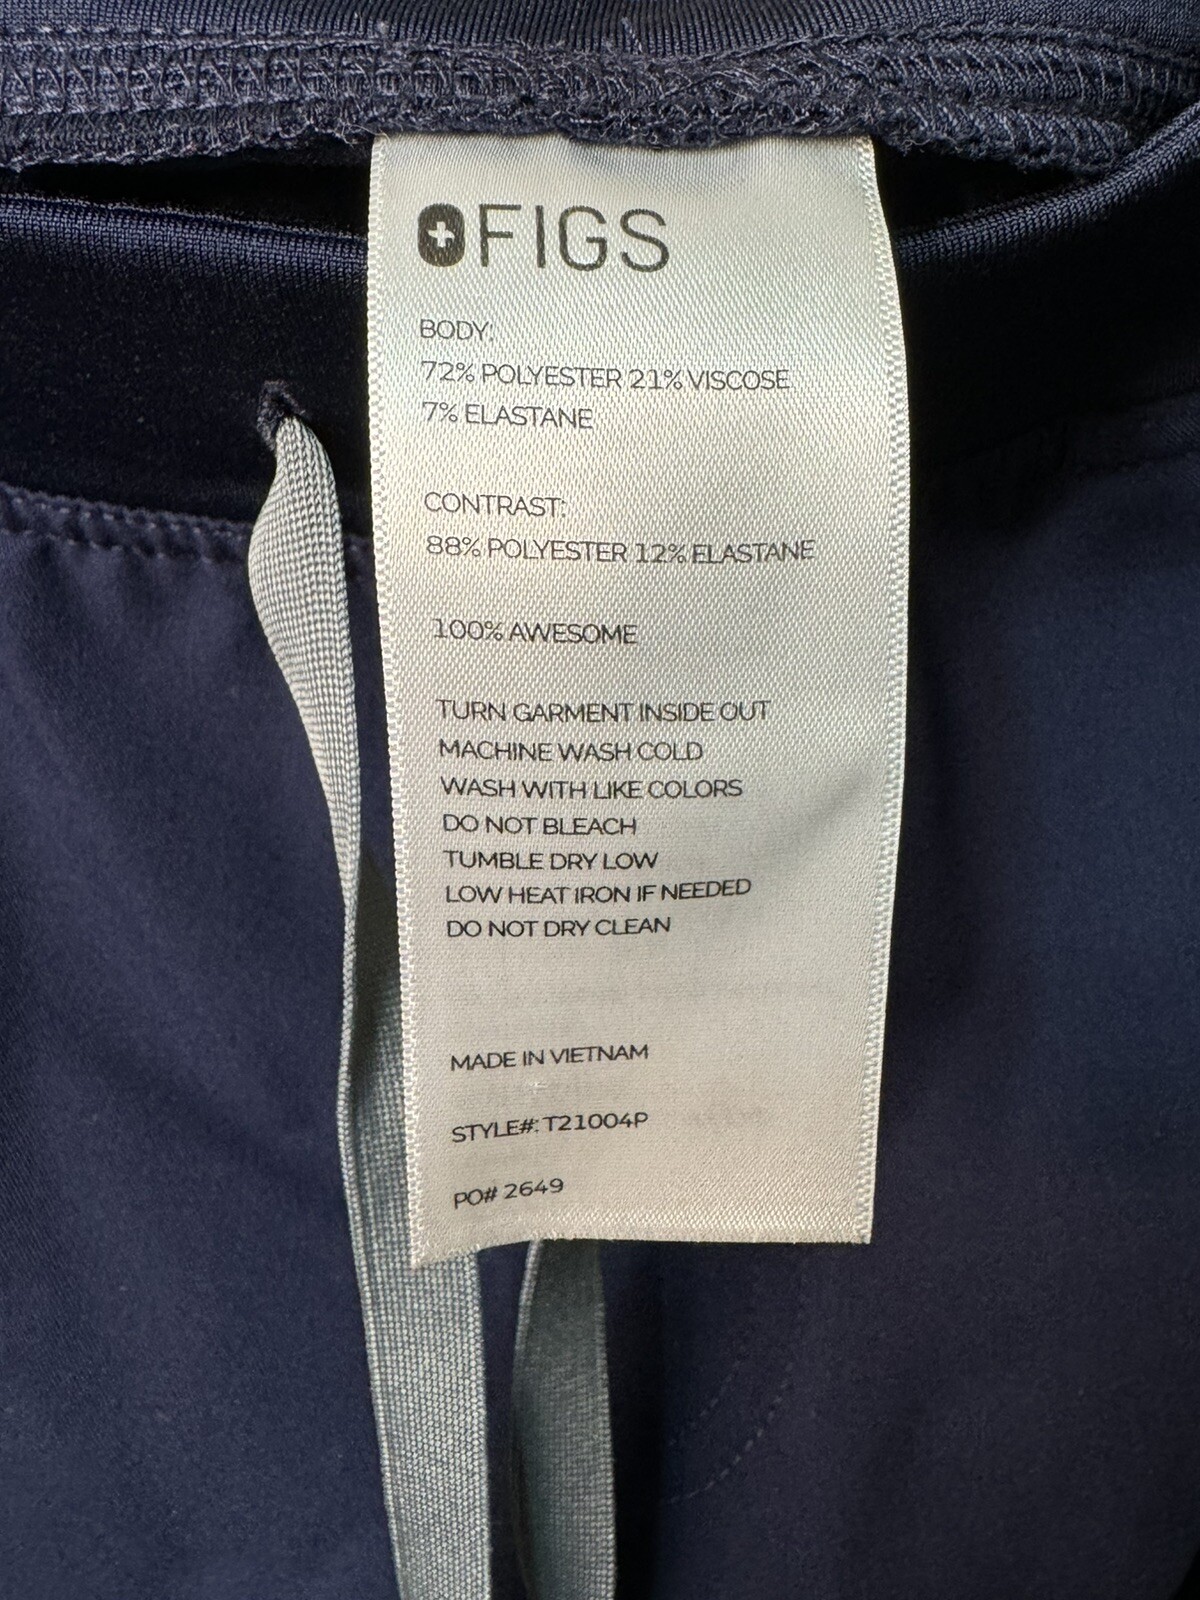 FIGS
BODY:
72% POLYESTER 21% VISCOSE
7% ELASTANE
CONTRAST:
88% POLYESTER 12% ELASTANE
100% AWESOME
TURN GARMENT INSIDE OUT
MACHINE WASH COLD
WASH WITH LIKE COLORS
DO NOT BLEACH
TUMBLE DRY LOW
LOW HEAT IRON IF NEEDED
DO NOT DRY CLEAN
MADE IN VIETNAM
STYLE#: T21004P
PO# 2649